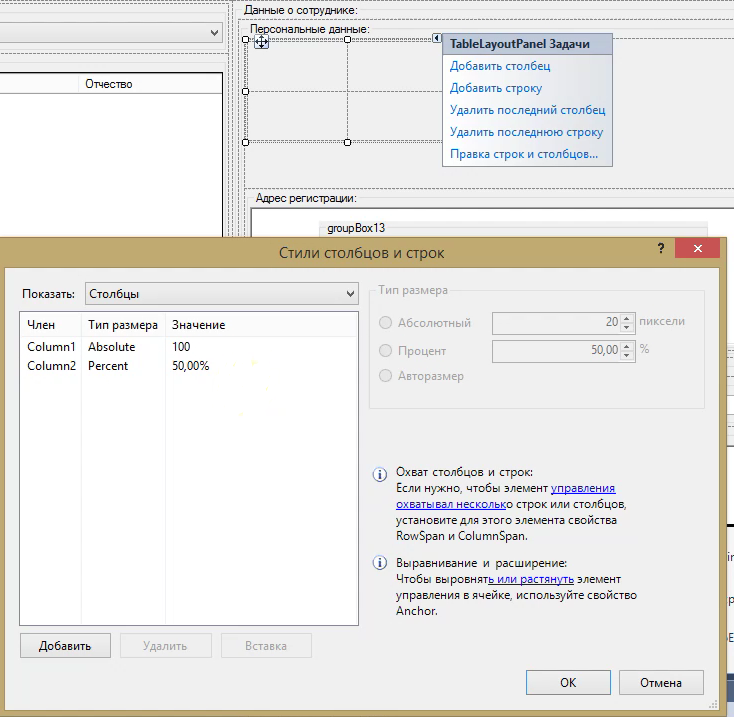 Данные о сотруднике:
Персональные данные:
TableLayoutPanel Задачи
Добавить столбец
Добавить строку
Удалить последний столбец
Удалить последнюю строку
Правка строк и столбцов...
Отчество
Адрес регистрации:
groupBox13
Стили столбцов и строк
?
Показать: Столбцы
Тип размера
Член Тип размера Значение
Абсолютный 20 пиксели
Column1 Absolute 100
Процент 50,00 %
Column2 Percent 50,00%
Авторазмер
Охват столбцов и строк:
Если нужно, чтобы элемент управления
охватывал несколько строк или столбцов,
установите для этого элемента свойства
RowSpan и ColumnSpan.
Выравнивание и расширение:
Чтобы выровнять или растянуть элемент
управления в ячейке, используйте свойство
Anchor.
Добавить Удалить Вставка
ОК Отмена